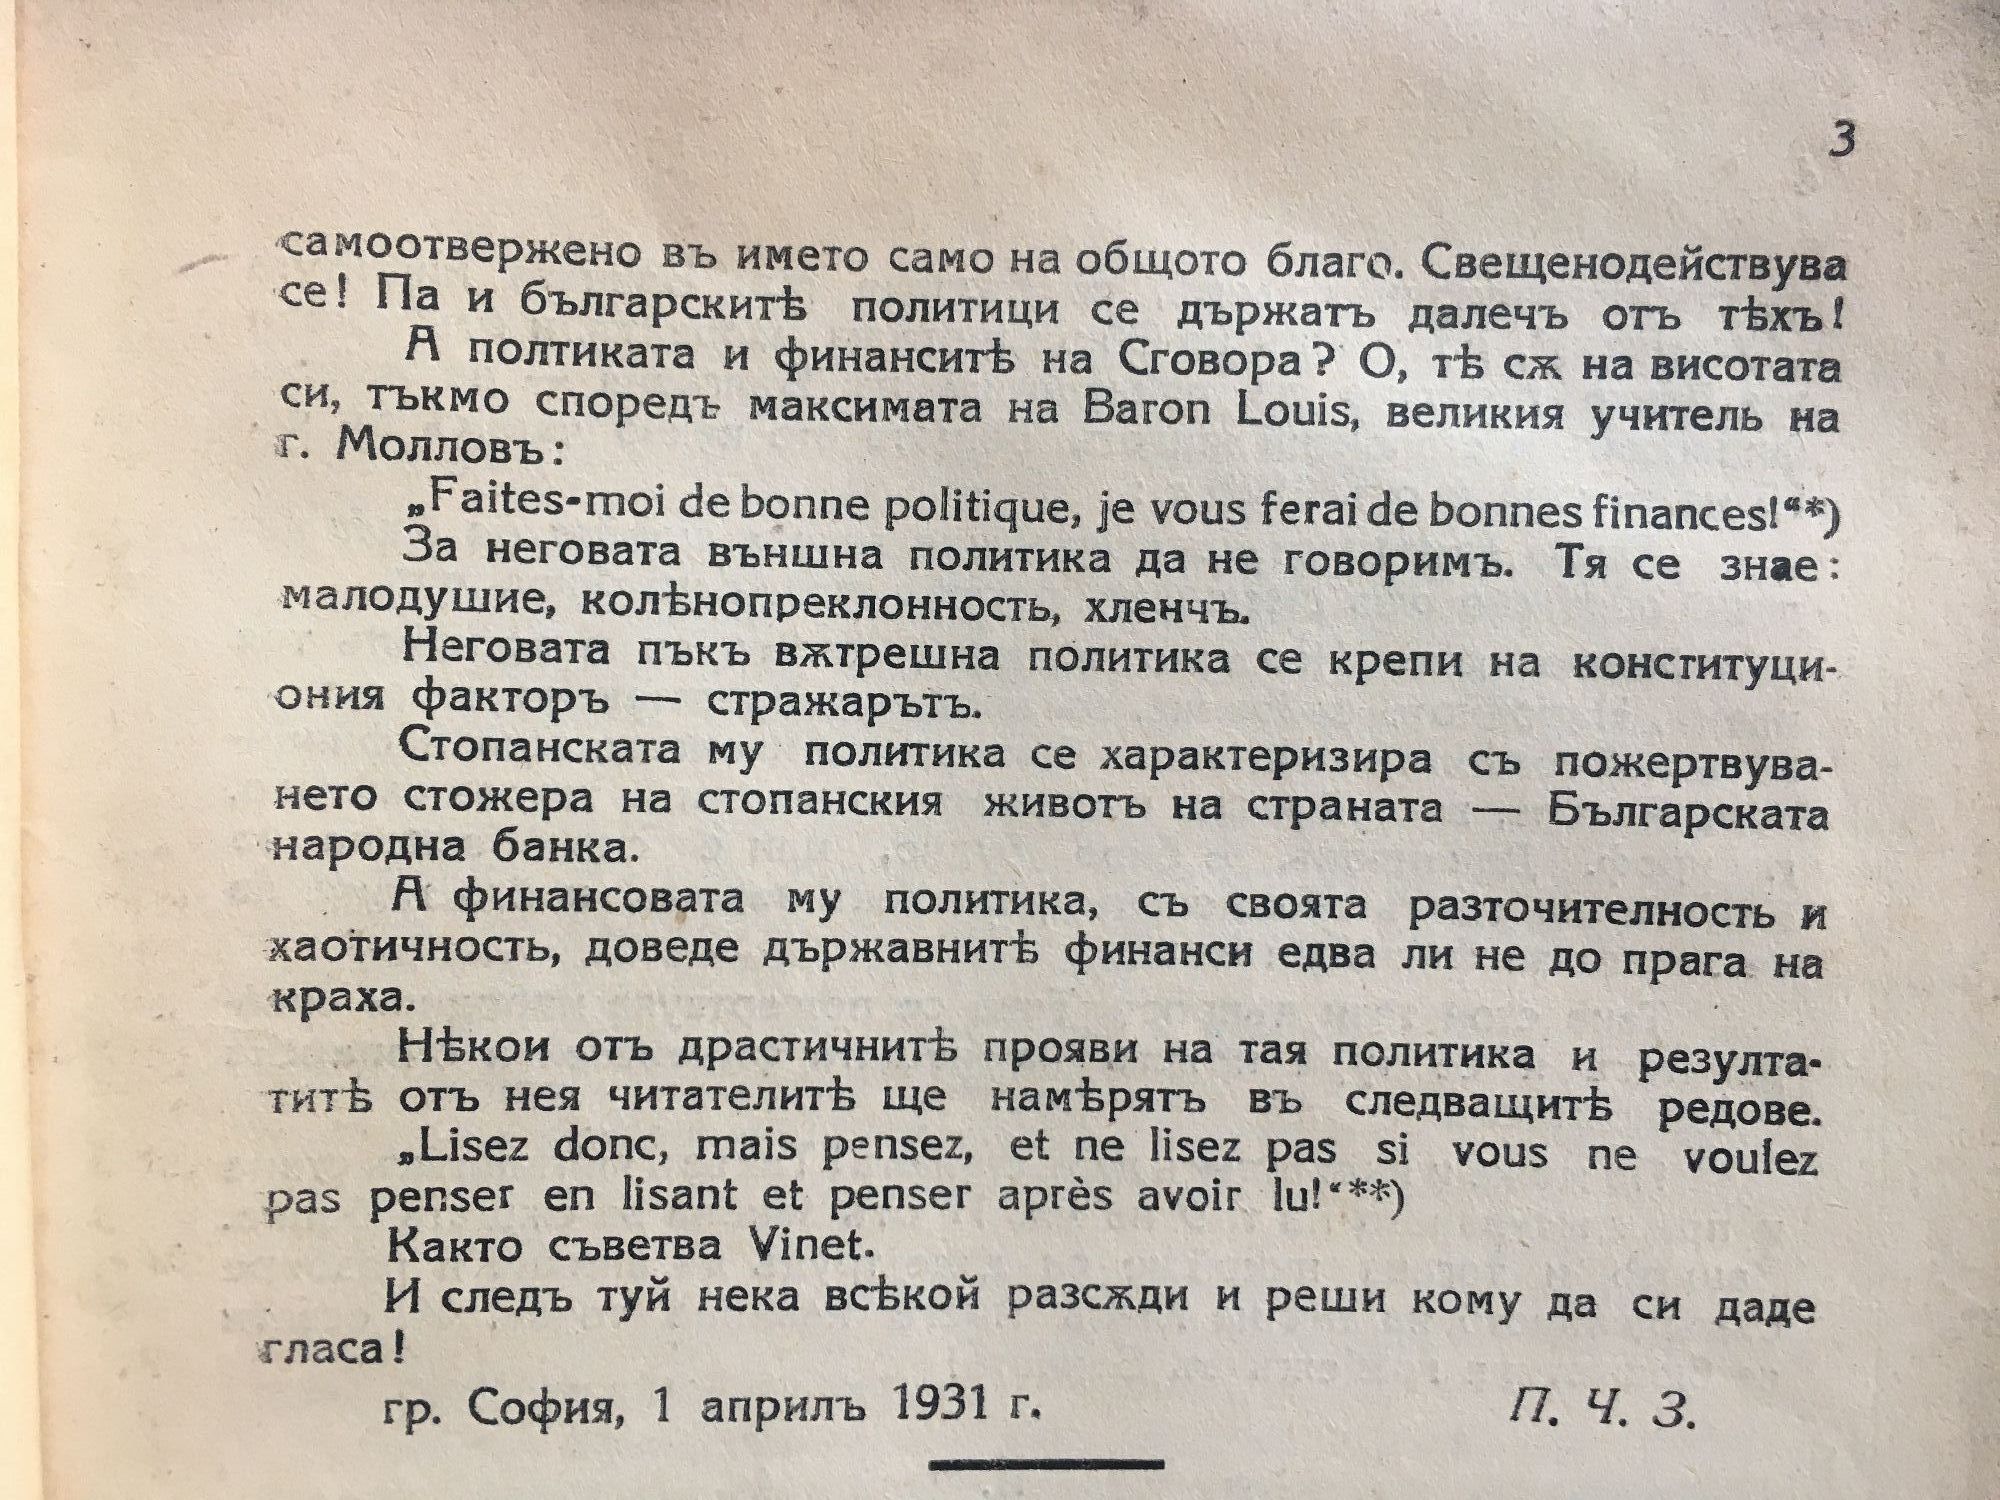 3
самоотвержено въ името само на общото благо. Свещенодействува
се! Па и българскитѣ политици се държатъ далечъ отъ тѣхъ!
А полтиката и финанситѣ на Сговора? О, тѣ сѫ на висотата
си, тъкмо споредъ максимата на Baron Louis, великия учитель на
г. Молловъ:
„Faites-moi de bonne politique, je vous ferai de bonnes finances!“*)
За неговата външна политика да не говоримъ. Тя се знае:
малодушие, колѣнопреклонность, хленчъ.
Неговата пъкъ вѫтрешна политика се крепи на конституци-
ония факторъ — стражарътъ.
Стопанската му политика се характеризира съ пожертвува-
нето стожера на стопанския животъ на страната — Българската
народна банка.
А финансовата му политика, съ своята разточителность и
хаотичность, доведе държавнитѣ финанси едва ли не до прага на
краха.
Нѣкои отъ драстичнитѣ прояви на тая политика и резулта-
титѣ отъ нея читателитѣ ще намѣрятъ въ следващитѣ редове.
„Lisez donc, mais pensez, et ne lisez pas si vous ne voulez
pas penser en lisant et penser après avoir lu!“**)
Както съветва Vinet.
И следъ туй нека всѣкой разсѫди и реши кому да си даде
гласа!
гр. София, 1 априлъ 1931 г. П. Ч. З.